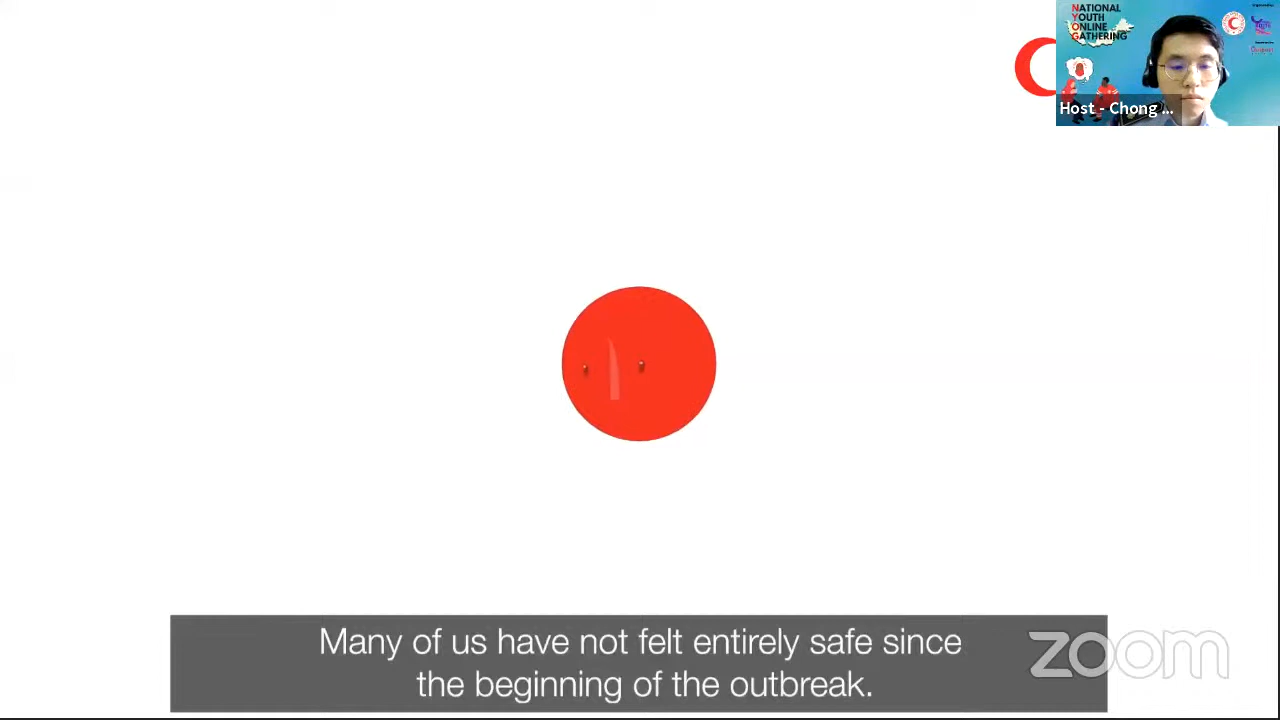 NATIONAL
YOUTH
ONLINE
GATHERING
Host - Chong ...
Many of us have not felt entirely safe since
the beginning of the outbreak.
zoom